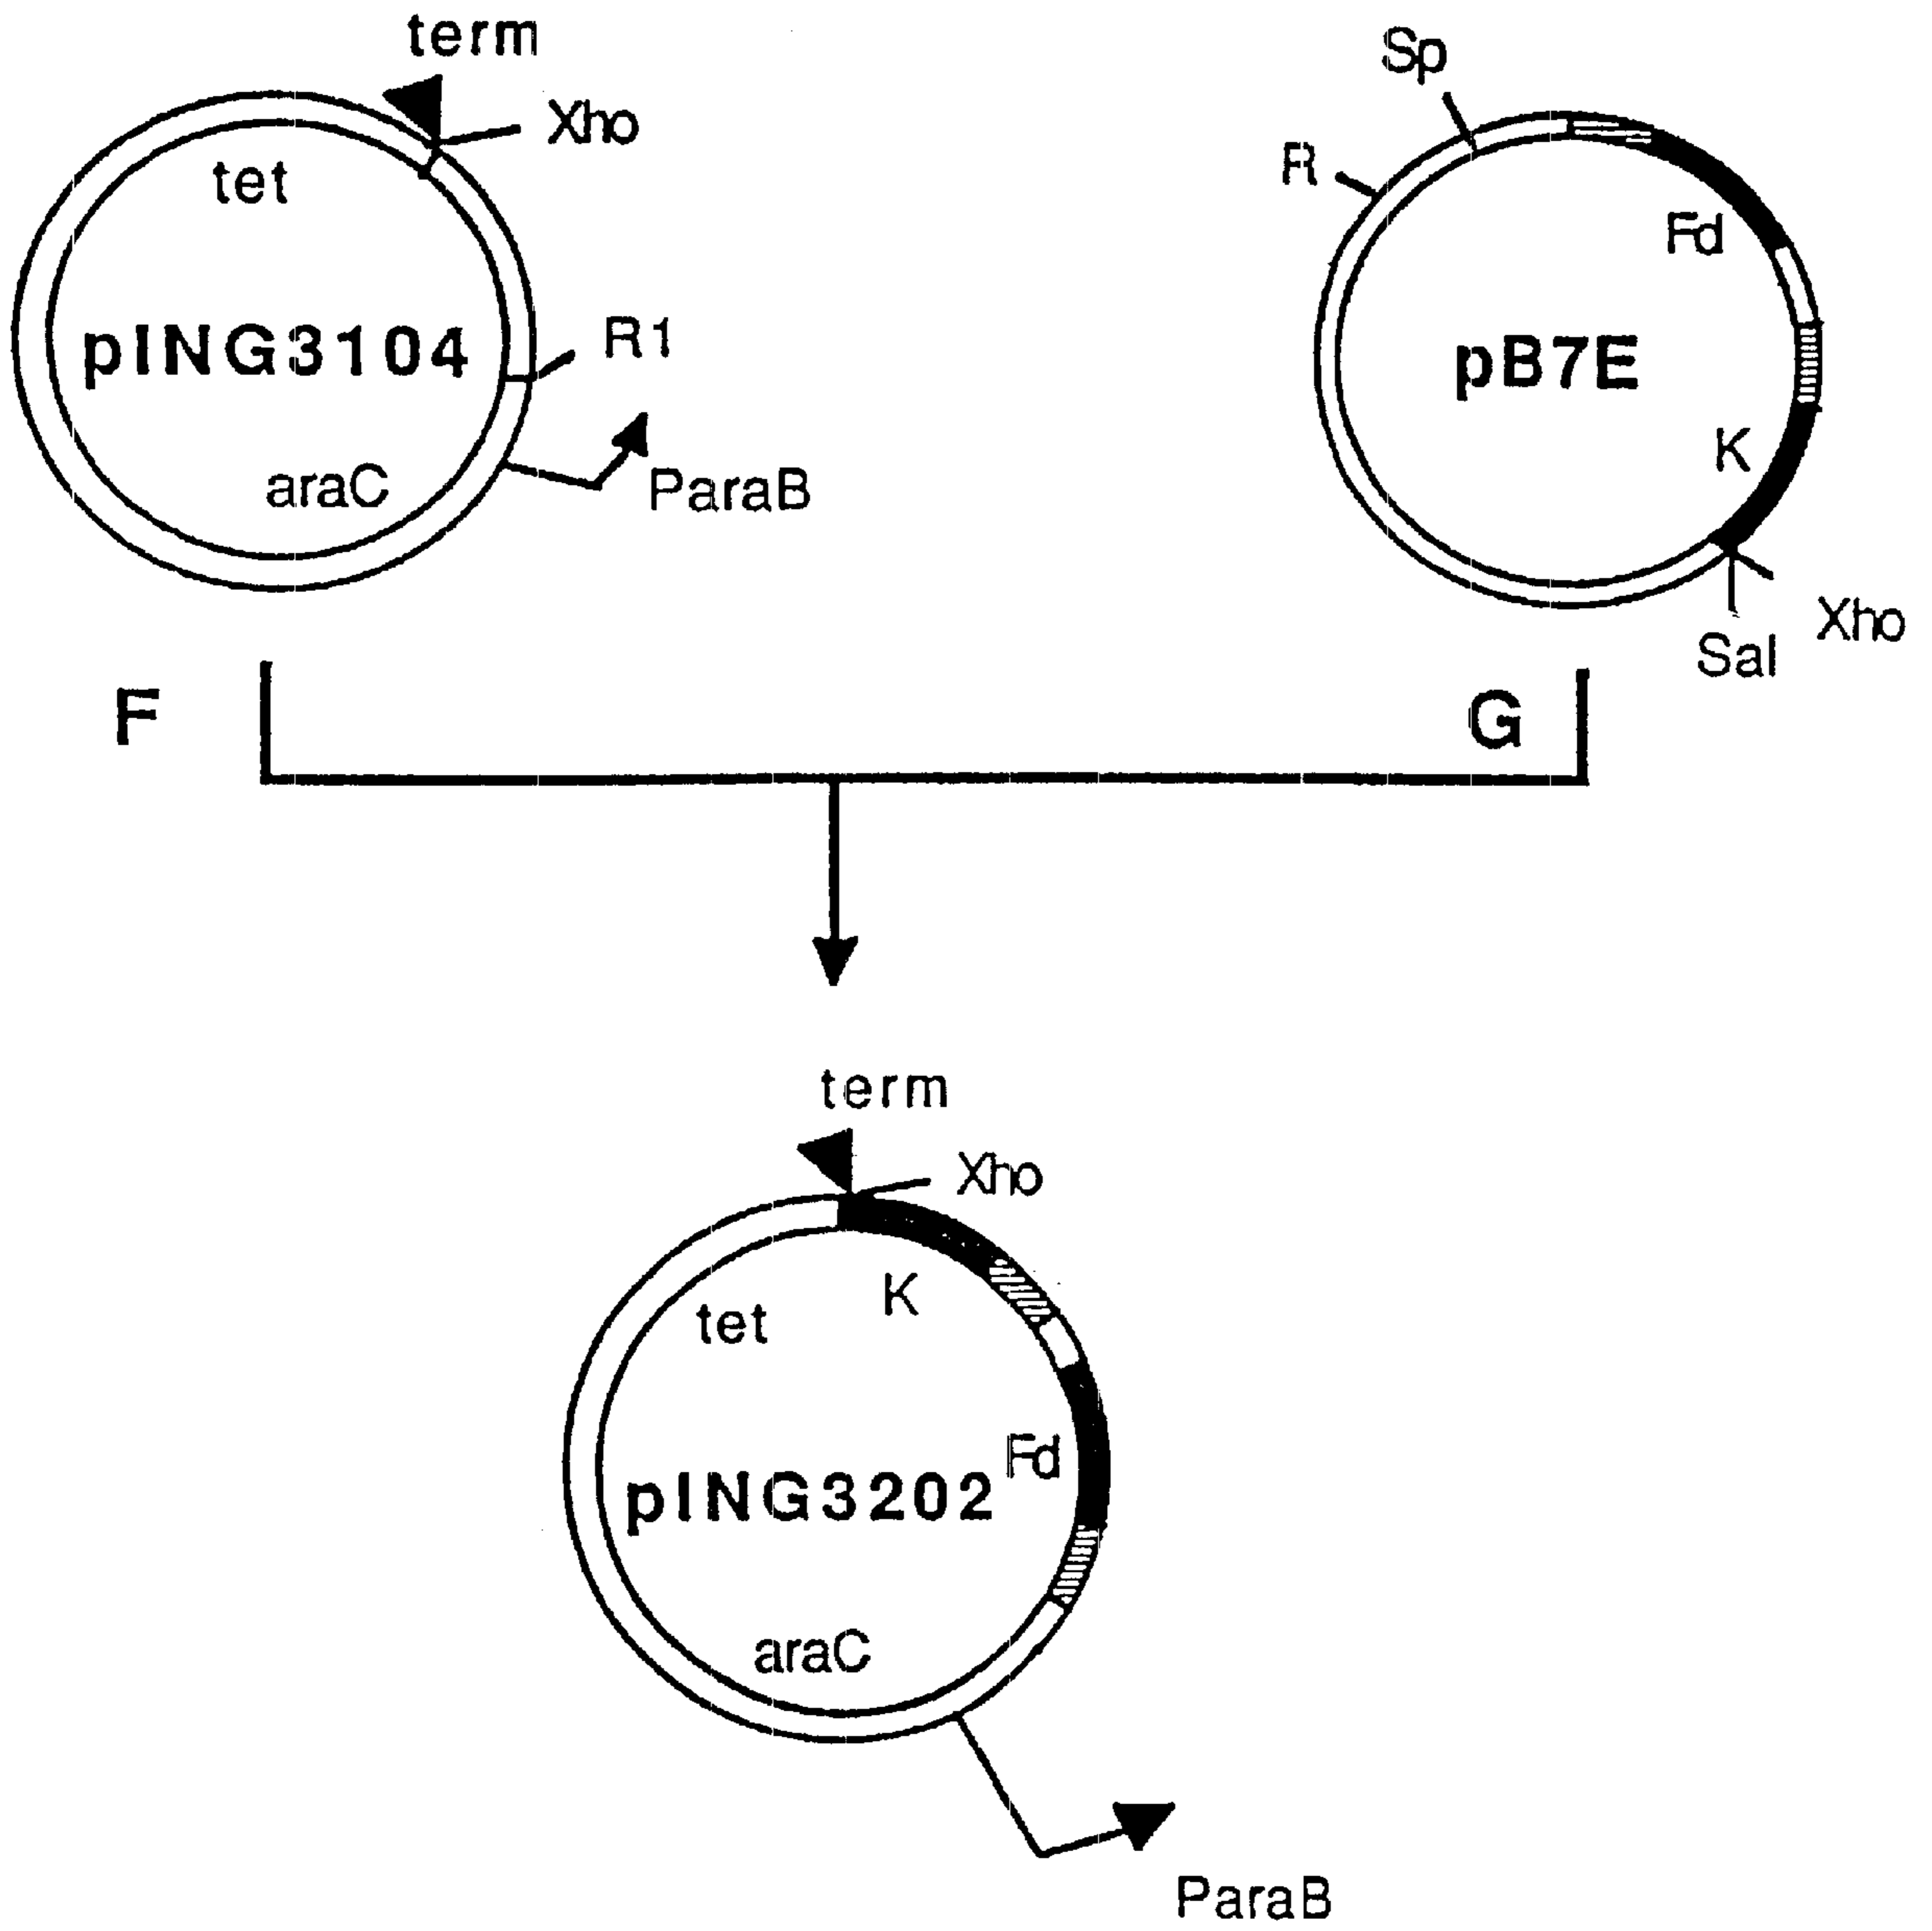 term
Xho
tet
pING3104
R1
araC
ParaB
Sp
R
Fd
pB7E
K
Xho
Sal
F
G
term
Xho
K
tet
Fd
pING3202
araC
ParaB